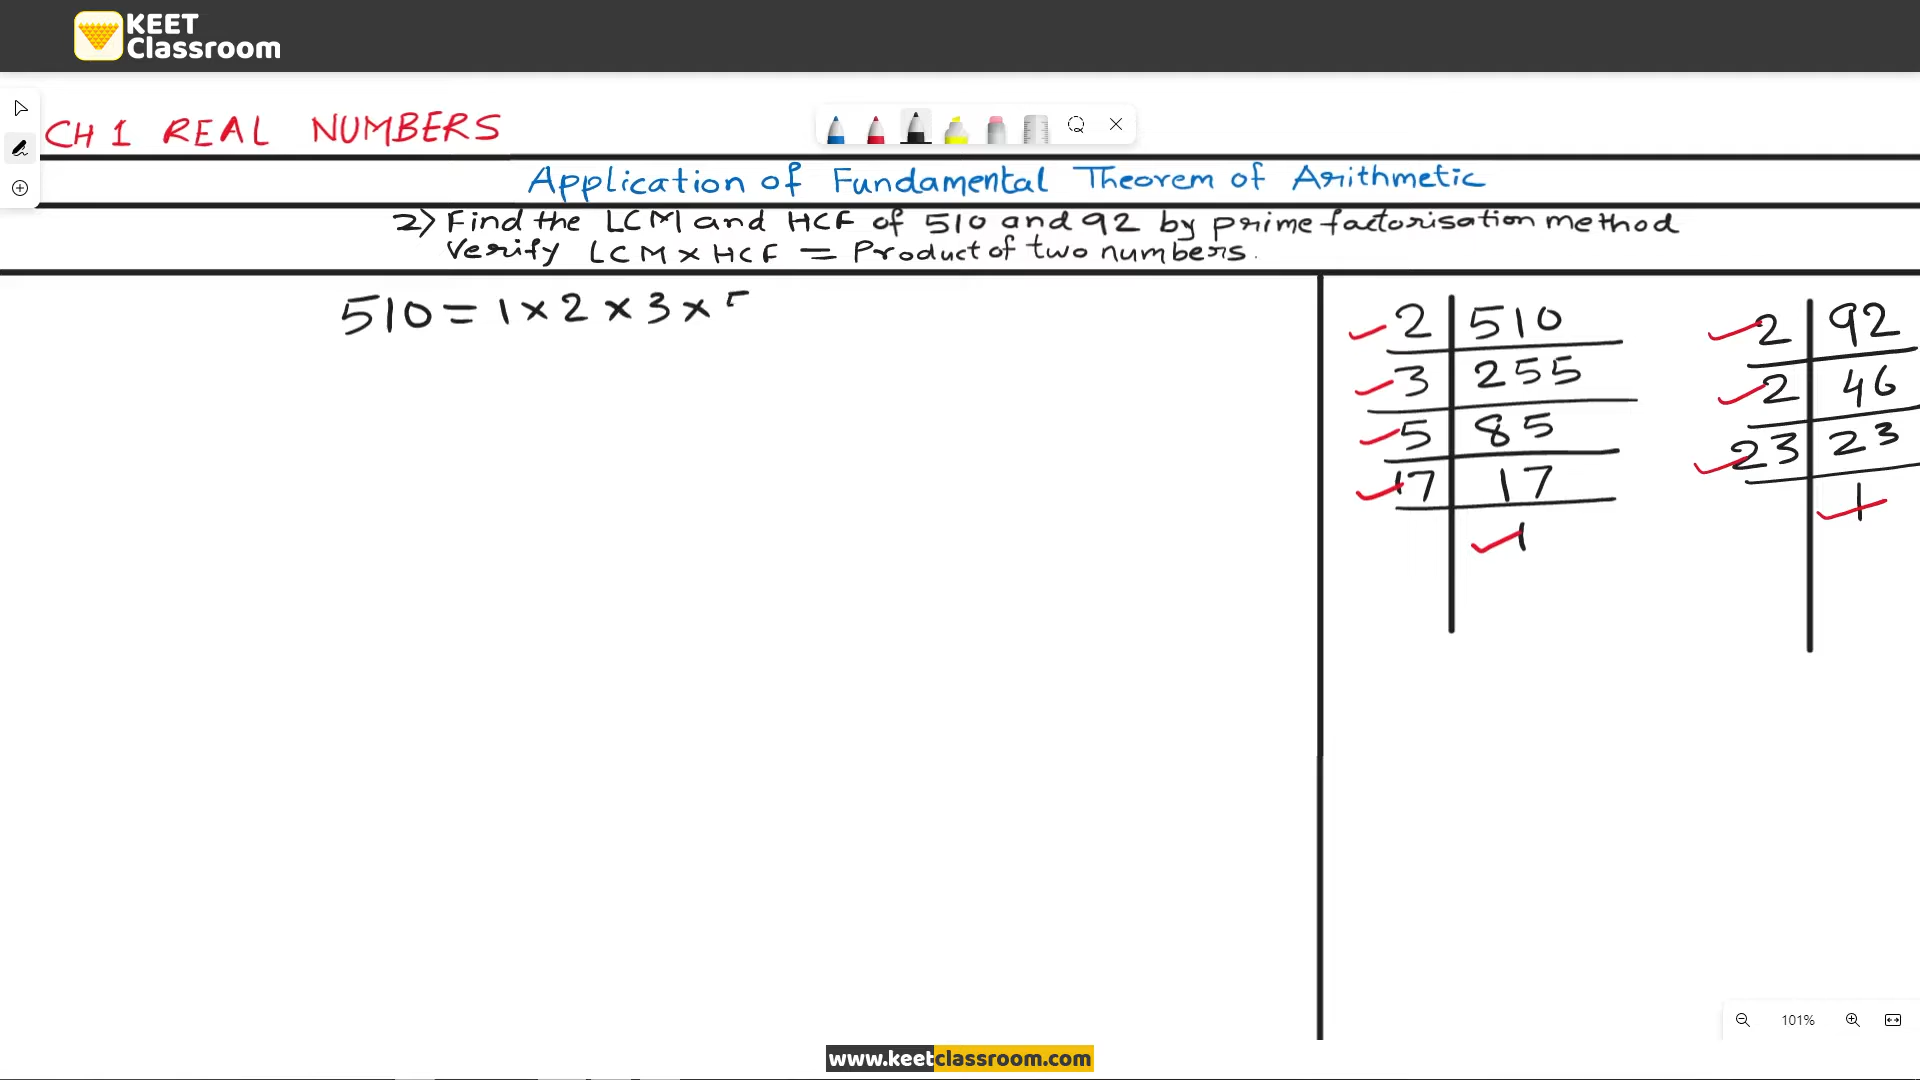 KEET
Classroom
CH 1 REAL NUMBERS
Application of Fundamental Theorem of Arithmetic
2) Find the LCM and HCF of 510 and 92 by prime factorisation method
Verify LCM × HCF = Product of two numbers.
510 = 1 × 2 × 3 × 5
2 | 510
3 | 255
5 | 85
17 | 17
1
2 | 92
2 | 46
23 | 23
1
101%
www.keetclassroom.com